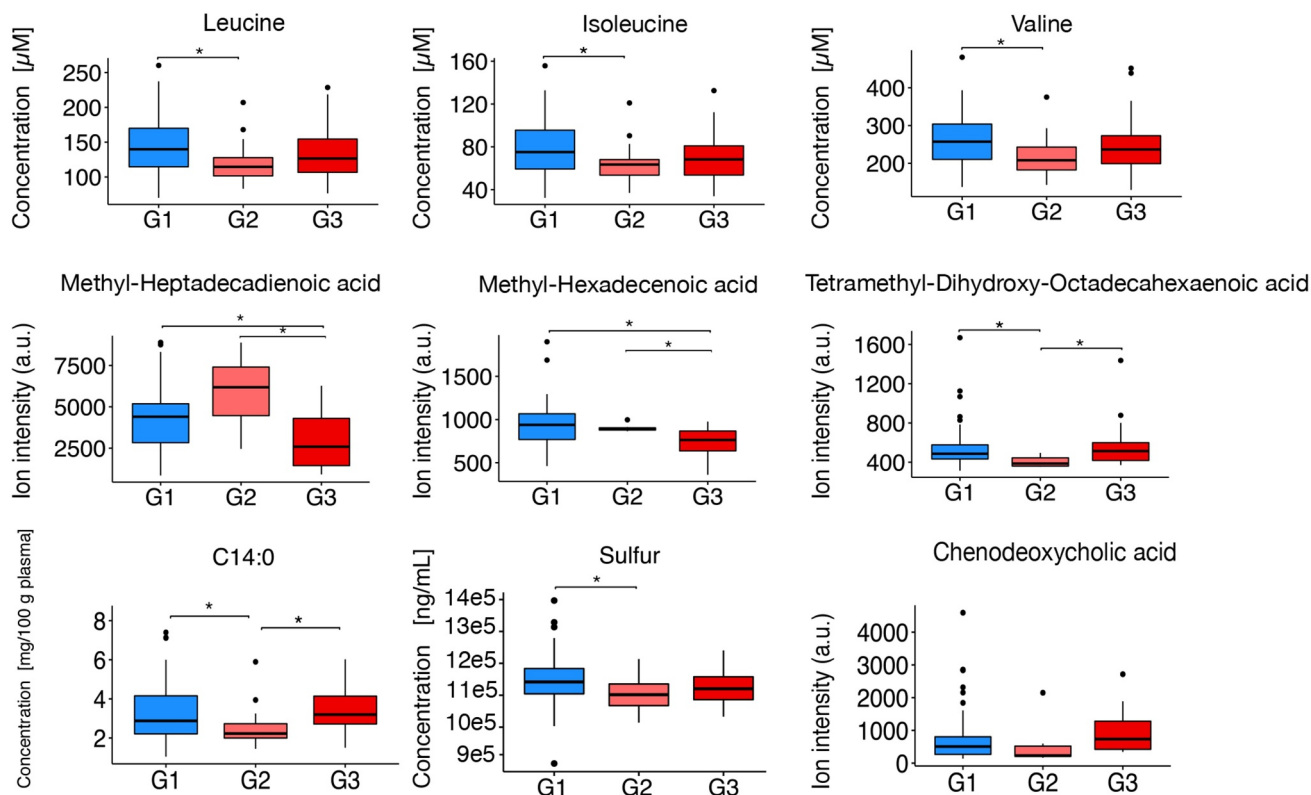 Leucine
Concentration [µM]
250
200
150
100
*
G1 G2 G3
Isoleucine
Concentration [µM]
160
120
80
40
*
G1 G2 G3
Valine
Concentration [µM]
400
300
200
*
G1 G2 G3
Methyl-Heptadecadienoic acid
Ion intensity (a.u.)
7500
5000
2500
*
*
G1 G2 G3
Methyl-Hexadecenoic acid
Ion intensity (a.u.)
1500
1000
500
*
*
G1 G2 G3
Tetramethyl-Dihydroxy-Octadecahexaenoic acid
Ion intensity (a.u.)
1600
1200
800
400
*
*
G1 G2 G3
C14:0
Concentration [mg/100 g plasma]
8
6
4
2
*
*
G1 G2 G3
Sulfur
Concentration [ng/mL]
14e5
13e5
12e5
11e5
10e5
9e5
*
G1 G2 G3
Chenodeoxycholic acid
Ion intensity (a.u.)
4000
3000
2000
1000
0
G1 G2 G3